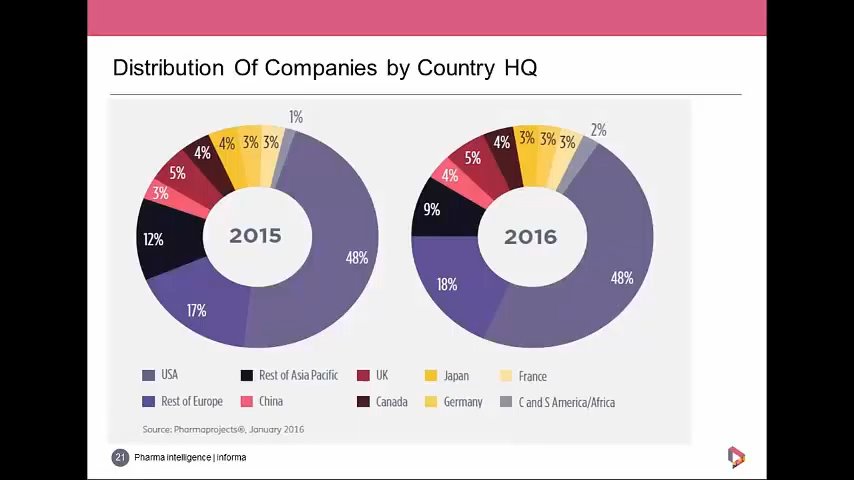 Distribution Of Companies by Country HQ
1%
4%
3%
3%
4%
5%
3%
12%
17%
48%
2015
2%
3%
3%
3%
4%
5%
4%
9%
18%
48%
2016
USA
Rest of Asia Pacific
UK
Japan
France
Rest of Europe
China
Canada
Germany
C and S America/Africa
Source: Pharmaprojects®, January 2016
21
Pharma intelligence | informa